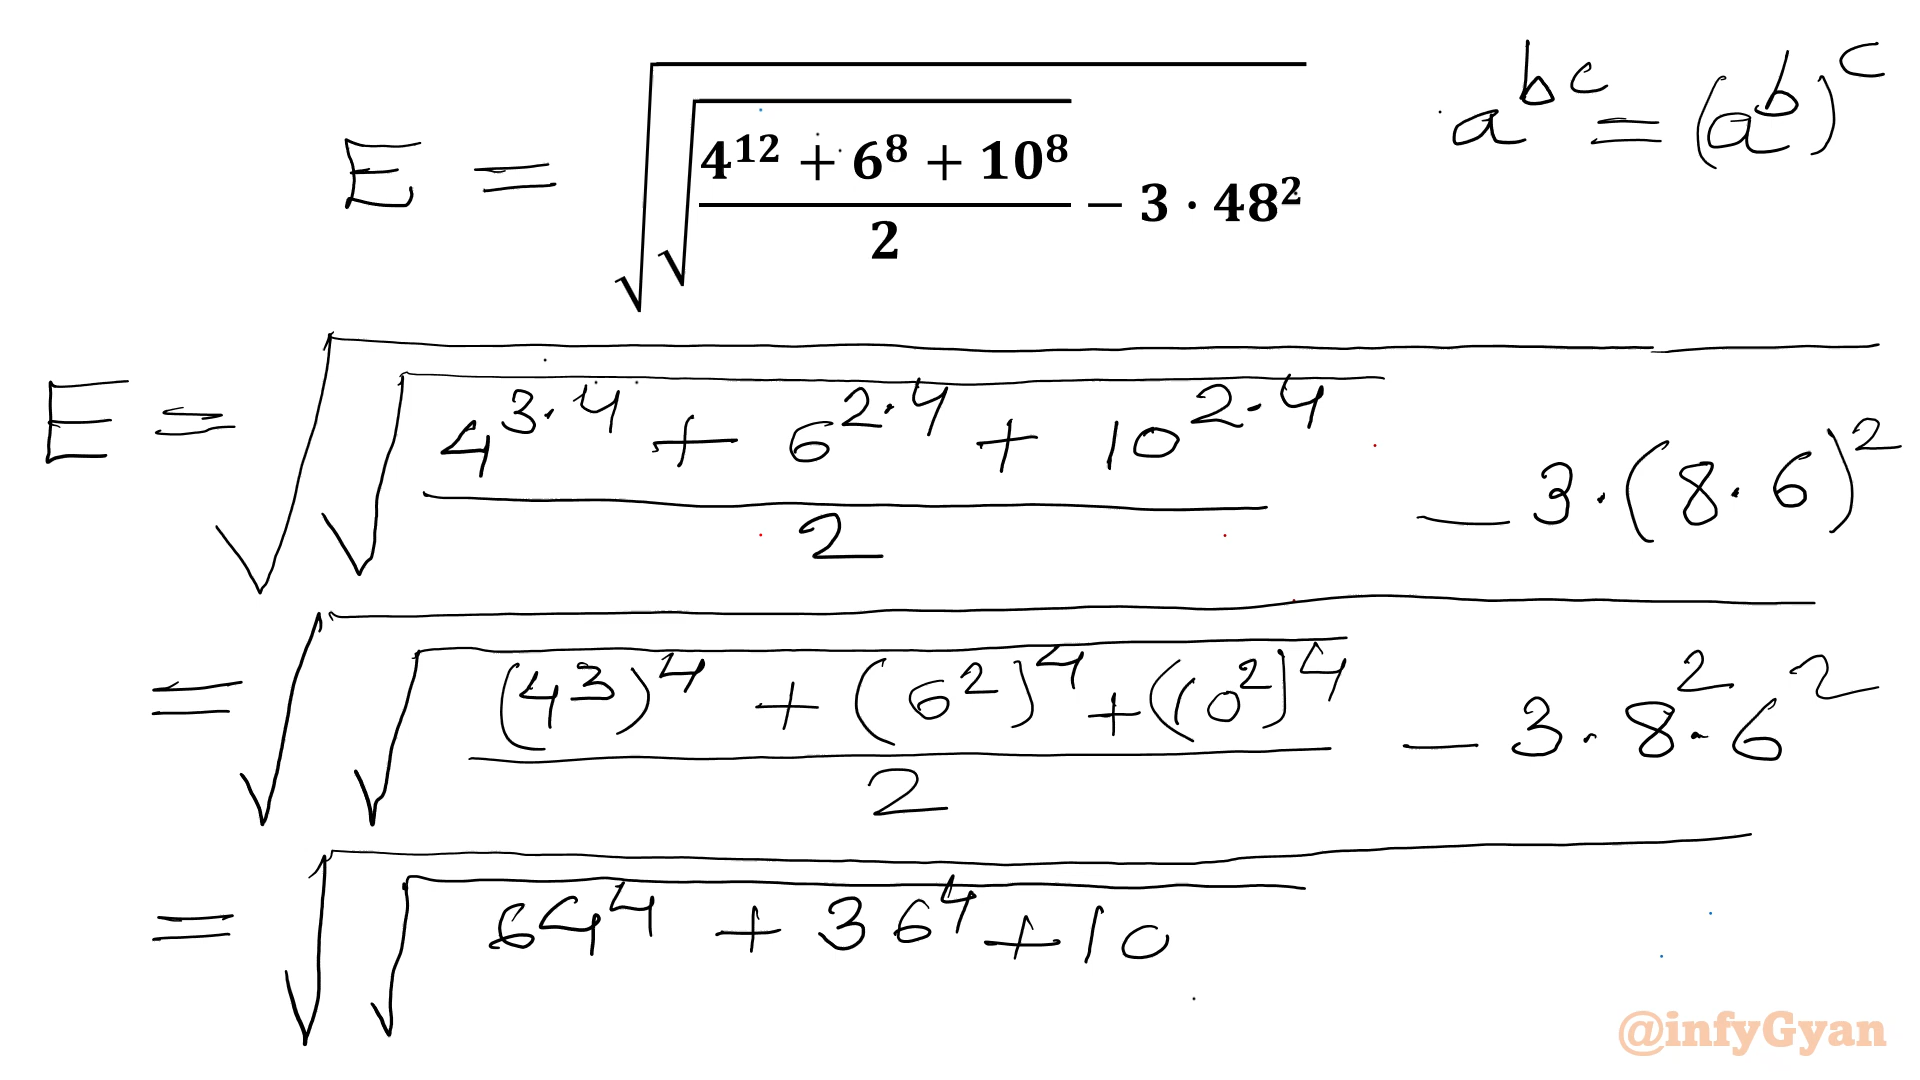 E = √(√((4¹² + 6⁸ + 10⁸)/2) − 3 · 48²)
a^{bc} = (a^b)^c
E = √(√((4^{3·4} + 6^{2·4} + 10^{2·4})/2) − 3·(8·6)²)
= √(√(((4³)⁴ + (6²)⁴ + (10²)⁴)/2) − 3·8²·6²)
= √(√(64⁴ + 36⁴ + 10
@infyGyan